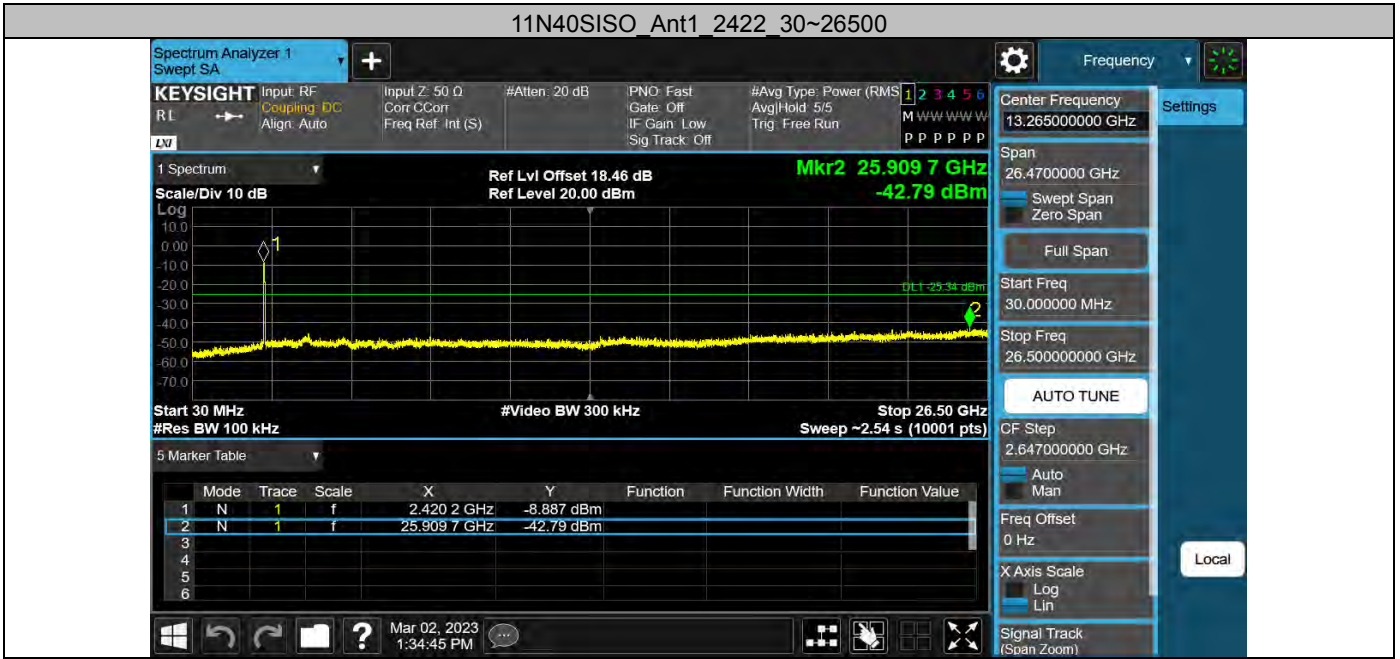 11N40SISO_Ant1_2422_30~26500
Spectrum Analyzer 1
Swept SA
+
Frequency
KEYSIGHT
RL
LXI
Input: RF
Coupling: DC
Align: Auto
Input Z: 50 Ω
Corr CCorr
Freq Ref: Int (S)
#Atten: 20 dB
PNO: Fast
Gate: Off
IF Gain: Low
Sig Track: Off
#Avg Type: Power (RMS
Avg|Hold: 5/5
Trig: Free Run
1 2 3 4 5 6
M W W W W W
P P P P P P
Center Frequency
13.265000000 GHz
Settings
1 Spectrum
Scale/Div 10 dB
Ref Lvl Offset 18.46 dB
Ref Level 20.00 dBm
Mkr2 25.909 7 GHz
-42.79 dBm
Span
26.4700000 GHz
Swept Span
Zero Span
Full Span
Start Freq
30.000000 MHz
Stop Freq
26.500000000 GHz
AUTO TUNE
CF Step
2.647000000 GHz
Auto
Man
Freq Offset
0 Hz
X Axis Scale
Log
Lin
Signal Track
(Span Zoom)
Local
Log
10.0
0.00
-10.0
-20.0
-30.0
-40.0
-50.0
-60.0
-70.0
1
DL1 -25.34 dBm
2
Start 30 MHz
#Video BW 300 kHz
Stop 26.50 GHz
#Res BW 100 kHz
Sweep ~2.54 s (10001 pts)
5 Marker Table
Mode Trace Scale X Y Function Function Width Function Value
1 N 1 f 2.420 2 GHz -8.887 dBm
2 N 1 f 25.909 7 GHz -42.79 dBm
3
4
5
6
?
Mar 02, 2023
1:34:45 PM